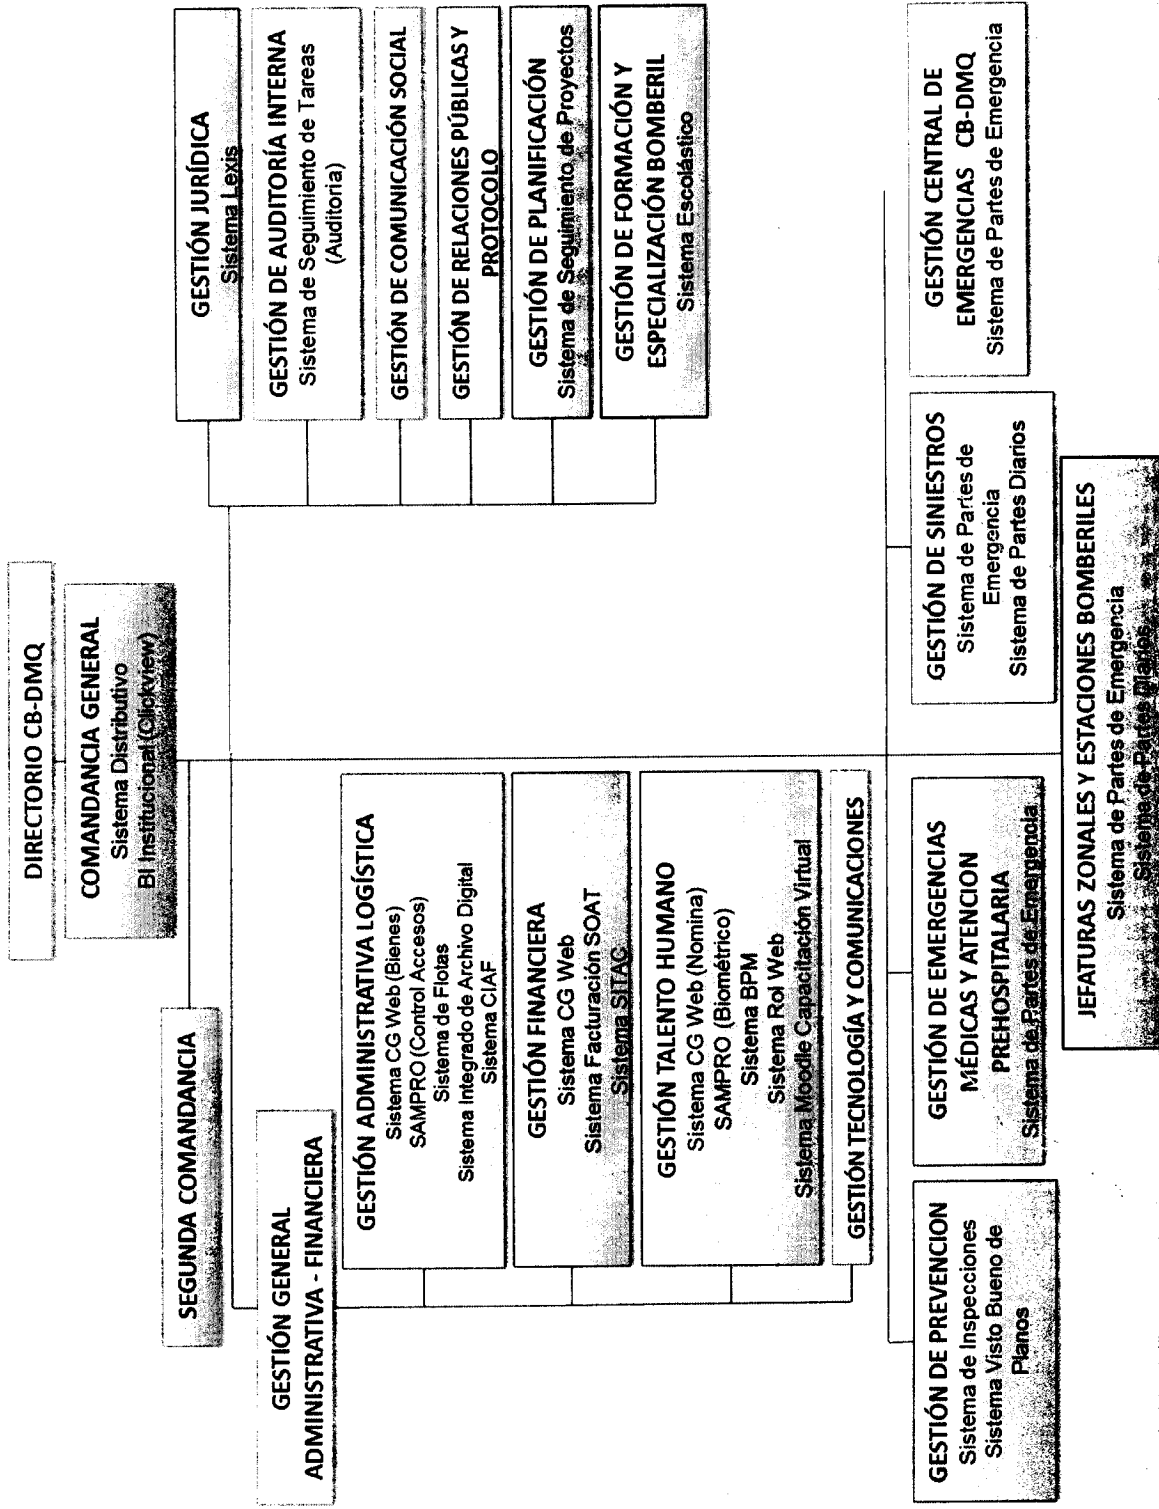 DIRECTORIO CB-DMQ
COMANDANCIA GENERAL
Sistema Distributivo
BI Institucional (Clickview)
SEGUNDA COMANDANCIA
GESTIÓN GENERAL
ADMINISTRATIVA - FINANCIERA
GESTIÓN ADMINISTRATIVA LOGÍSTICA
Sistema CG Web (Bienes)
SAMPRO (Control Accesos)
Sistema de Flotas
Sistema Integrado de Archivo Digital
Sistema CIAF
GESTIÓN FINANCIERA
Sistema CG Web
Sistema Facturación SOAT
Sistema SITAC
GESTIÓN TALENTO HUMANO
Sistema CG Web (Nomina)
SAMPRO (Biométrico)
Sistema BPM
Sistema Rol Web
Sistema Moodle Capacitación Virtual
GESTIÓN TECNOLOGÍA Y COMUNICACIONES
GESTIÓN JURÍDICA
Sistema Lexis
GESTIÓN DE AUDITORÍA INTERNA
Sistema de Seguimiento de Tareas
(Auditoria)
GESTIÓN DE COMUNICACIÓN SOCIAL
GESTIÓN DE RELACIONES PÚBLICAS Y
PROTOCOLO
GESTIÓN DE PLANIFICACIÓN
Sistema de Seguimiento de Proyectos
GESTIÓN DE FORMACIÓN Y
ESPECIALIZACIÓN BOMBERIL
Sistema Escolástico
GESTIÓN DE PREVENCION
Sistema de Inspecciones
Sistema Visto Bueno de
Planos
GESTIÓN DE EMERGENCIAS
MÉDICAS Y ATENCION
PREHOSPITALARIA
Sistema de Partes de Emergencia
GESTIÓN DE SINIESTROS
Sistema de Partes de
Emergencia
Sistema de Partes Diarios
GESTIÓN CENTRAL DE
EMERGENCIAS CB-DMQ
Sistema de Partes de Emergencia
JEFATURAS ZONALES Y ESTACIONES BOMBERILES
Sistema de Partes de Emergencia
Sistema de Partes Diarios